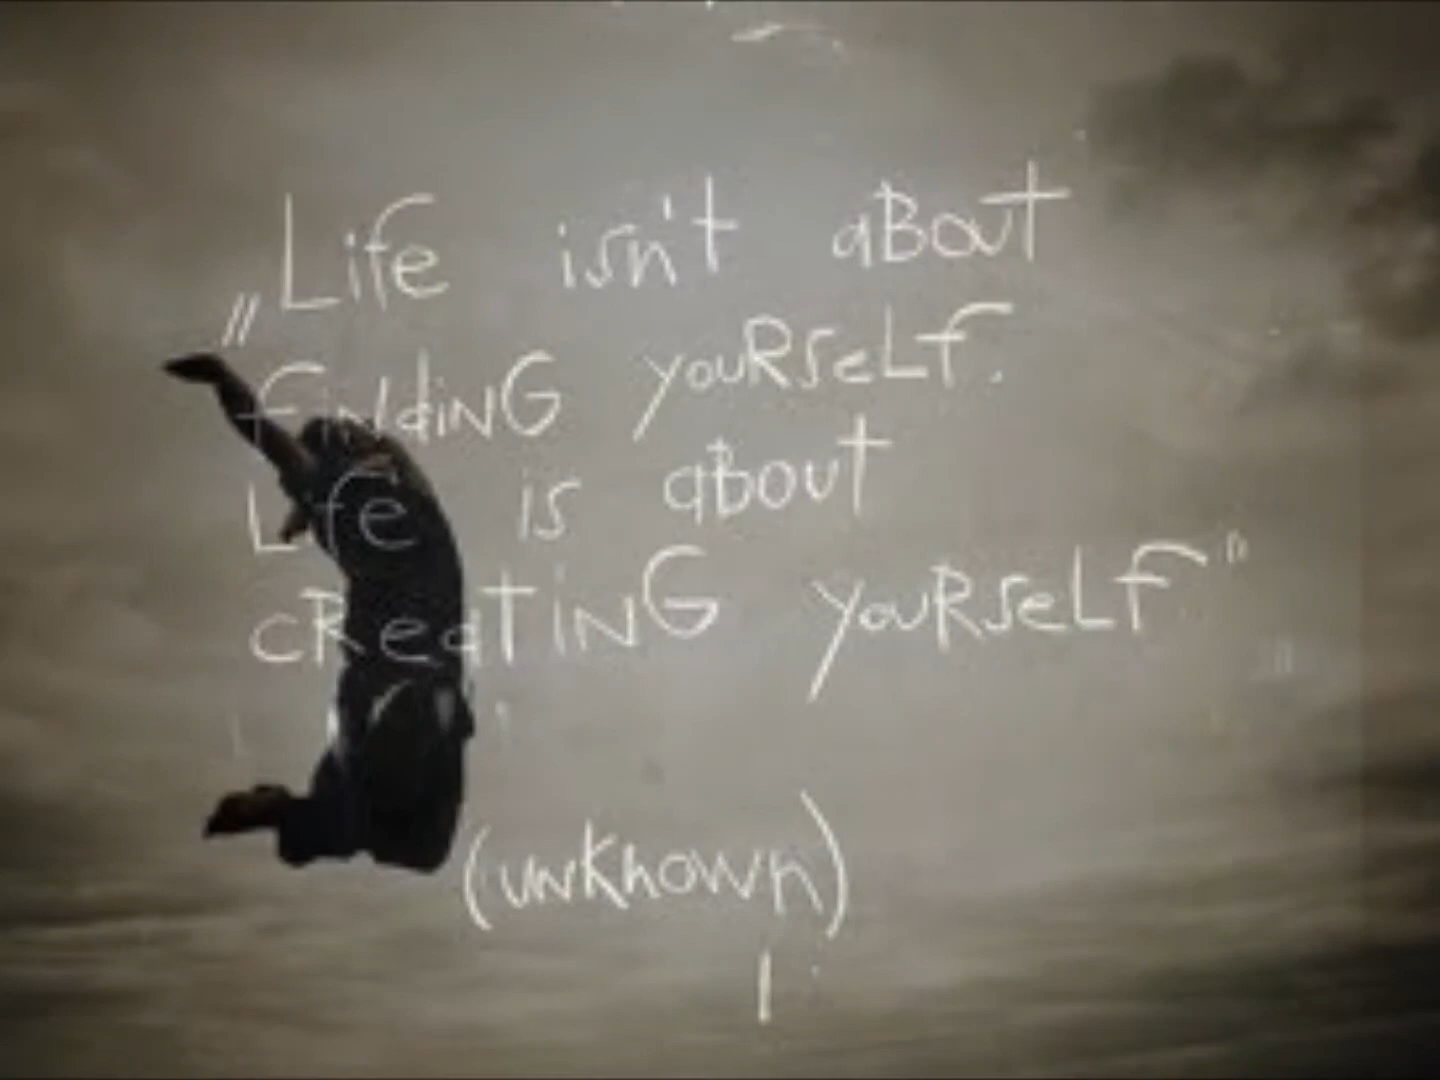 „Life isn't aBout
finding youRself.
Life is aBout
cReatiNG youRself"
(unknown)